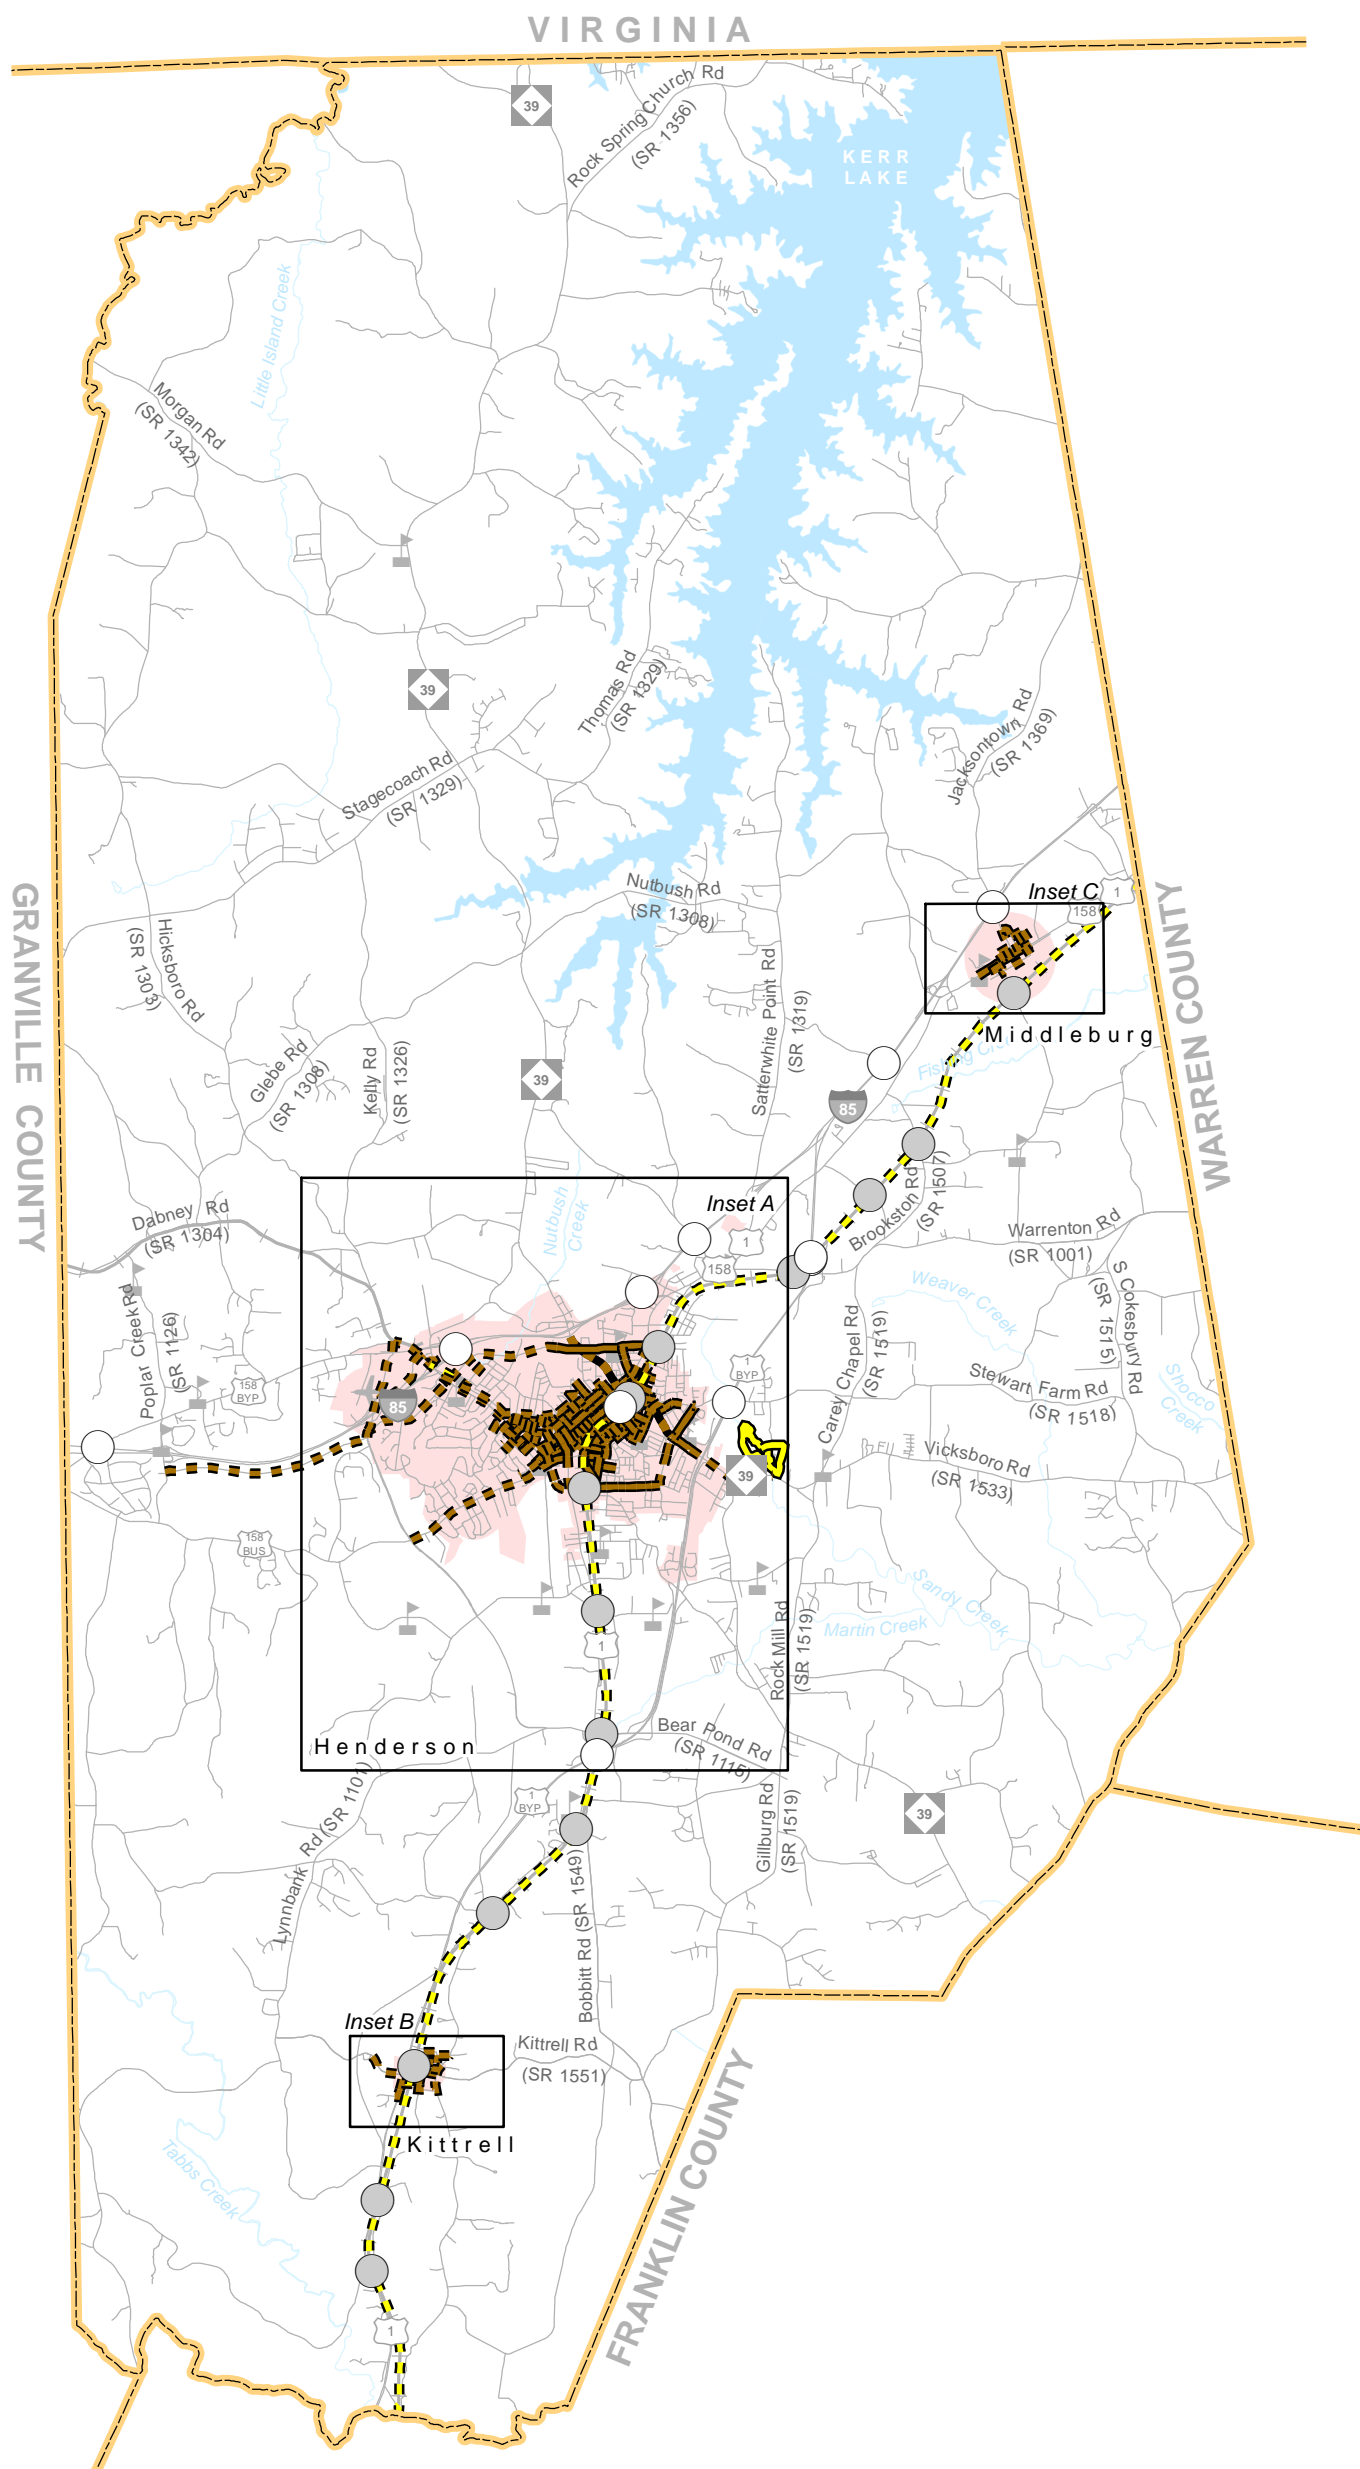 VIRGINIA
39
Rock Spring Church Rd
(SR 1356)
KERR
LAKE
Little Island Creek
Morgan Rd
(SR 1342)
39
Thomas Rd
(SR 1329)
Jacksontown Rd
(SR 1369)
Stagecoach Rd
(SR 1329)
Nutbush Rd
(SR 1308)
Inset C
1
158
GRANVILLE COUNTY
WARREN COUNTY
Hicksboro Rd
(SR 1303)
Satterwhite Point Rd
(SR 1319)
Middleburg
Glebe Rd
(SR 1308)
Kelly Rd
(SR 1326)
39
85
Brookston Rd
(SR 1507)
Inset A
Nutbush
Creek
Dabney Rd
(SR 1304)
1
158
Warrenton Rd
(SR 1001)
S Cokesbury Rd
(SR 1515)
Weaver Creek
Poplar Creek Rd
(SR 1126)
158
BYP
85
1
BYP
Carey Chapel Rd
(SR 1519)
Stewart Farm Rd
(SR 1518)
Shocco
Creek
39
Vicksboro Rd
(SR 1533)
158
BUS
Sandy Creek
Martin Creek
Rock Mill Rd
(SR 1519)
1
Henderson
Bear Pond Rd
(SR 1115)
1
BYP
Lynnbank Rd (SR 1101)
Gillburg Rd
(SR 1519)
39
Bobbitt Rd (SR 1549)
Inset B
Kittrell Rd
(SR 1551)
Kittrell
Tabbs Creek
FRANKLIN COUNTY
1